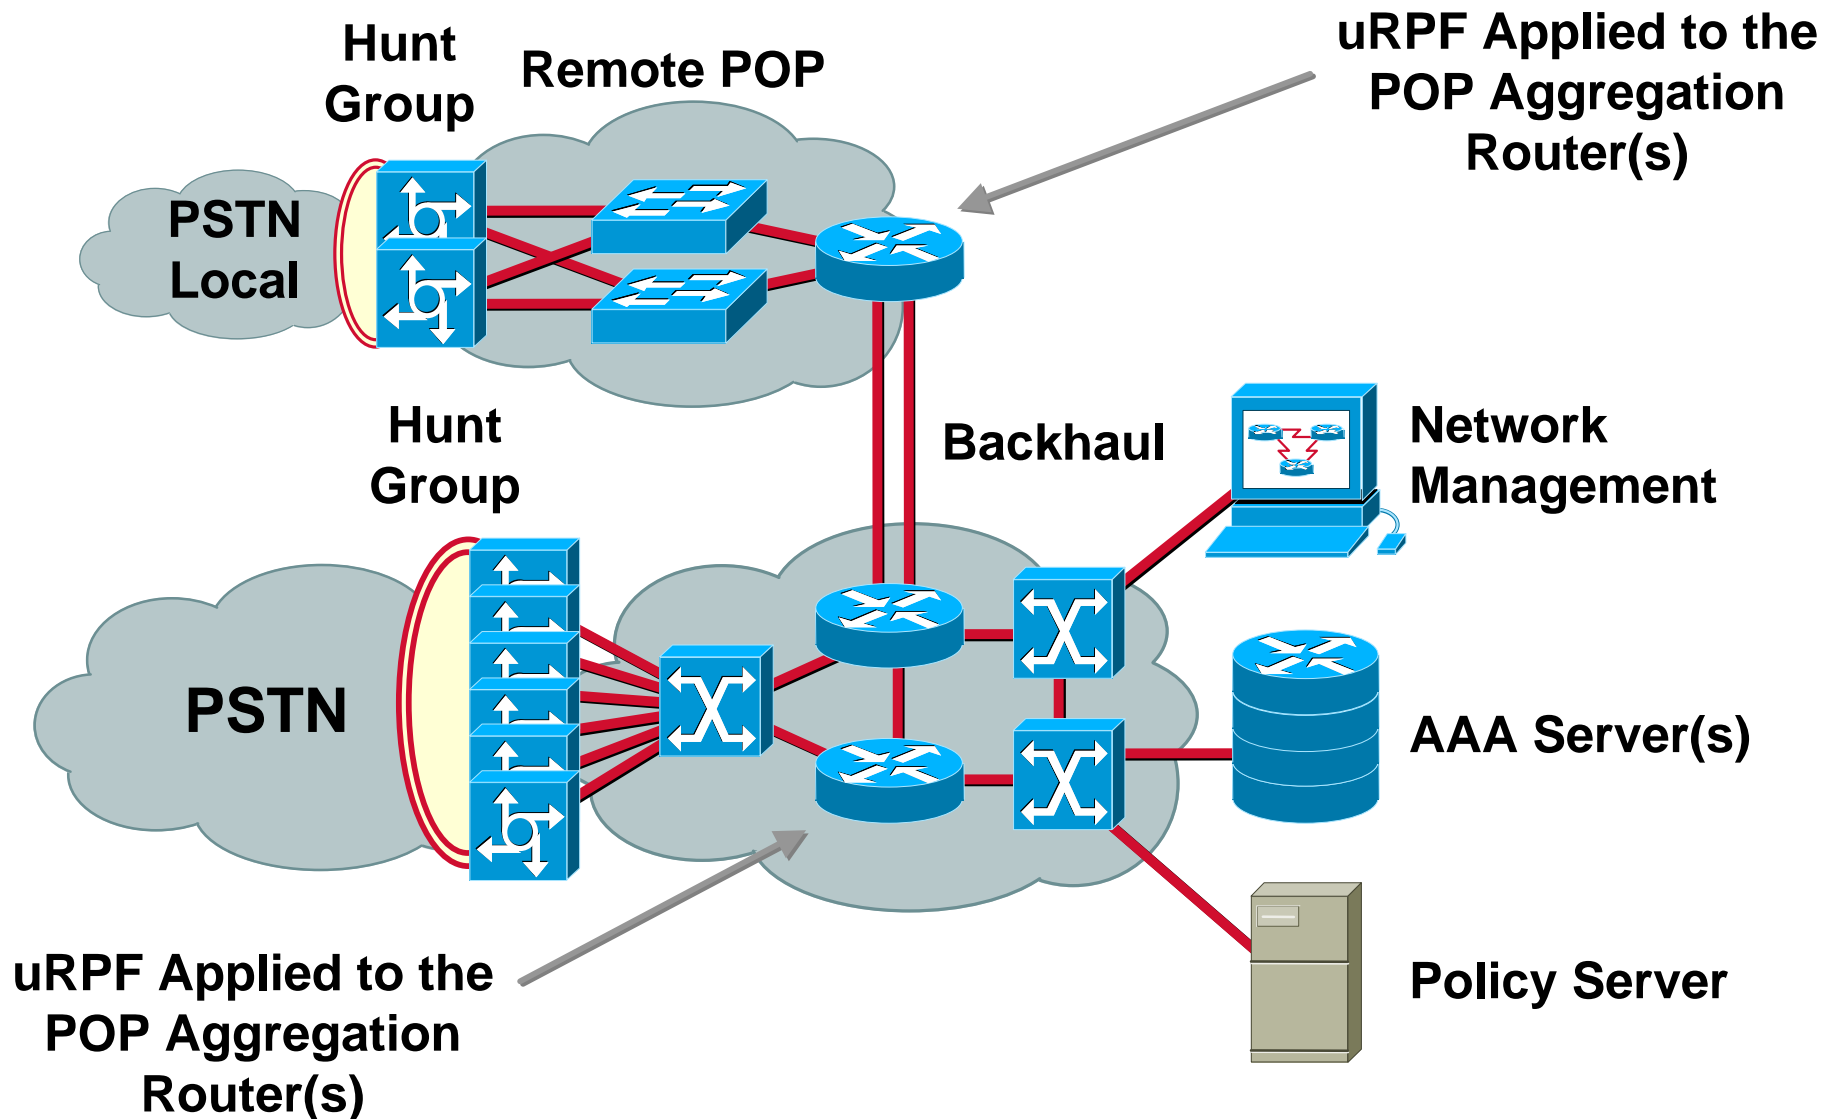 Hunt
Group
Remote POP
uRPF Applied to the
POP Aggregation
Router(s)
PSTN
Local
Hunt
Group
Backhaul
Network
Management
PSTN
AAA Server(s)
uRPF Applied to the
POP Aggregation
Router(s)
Policy Server